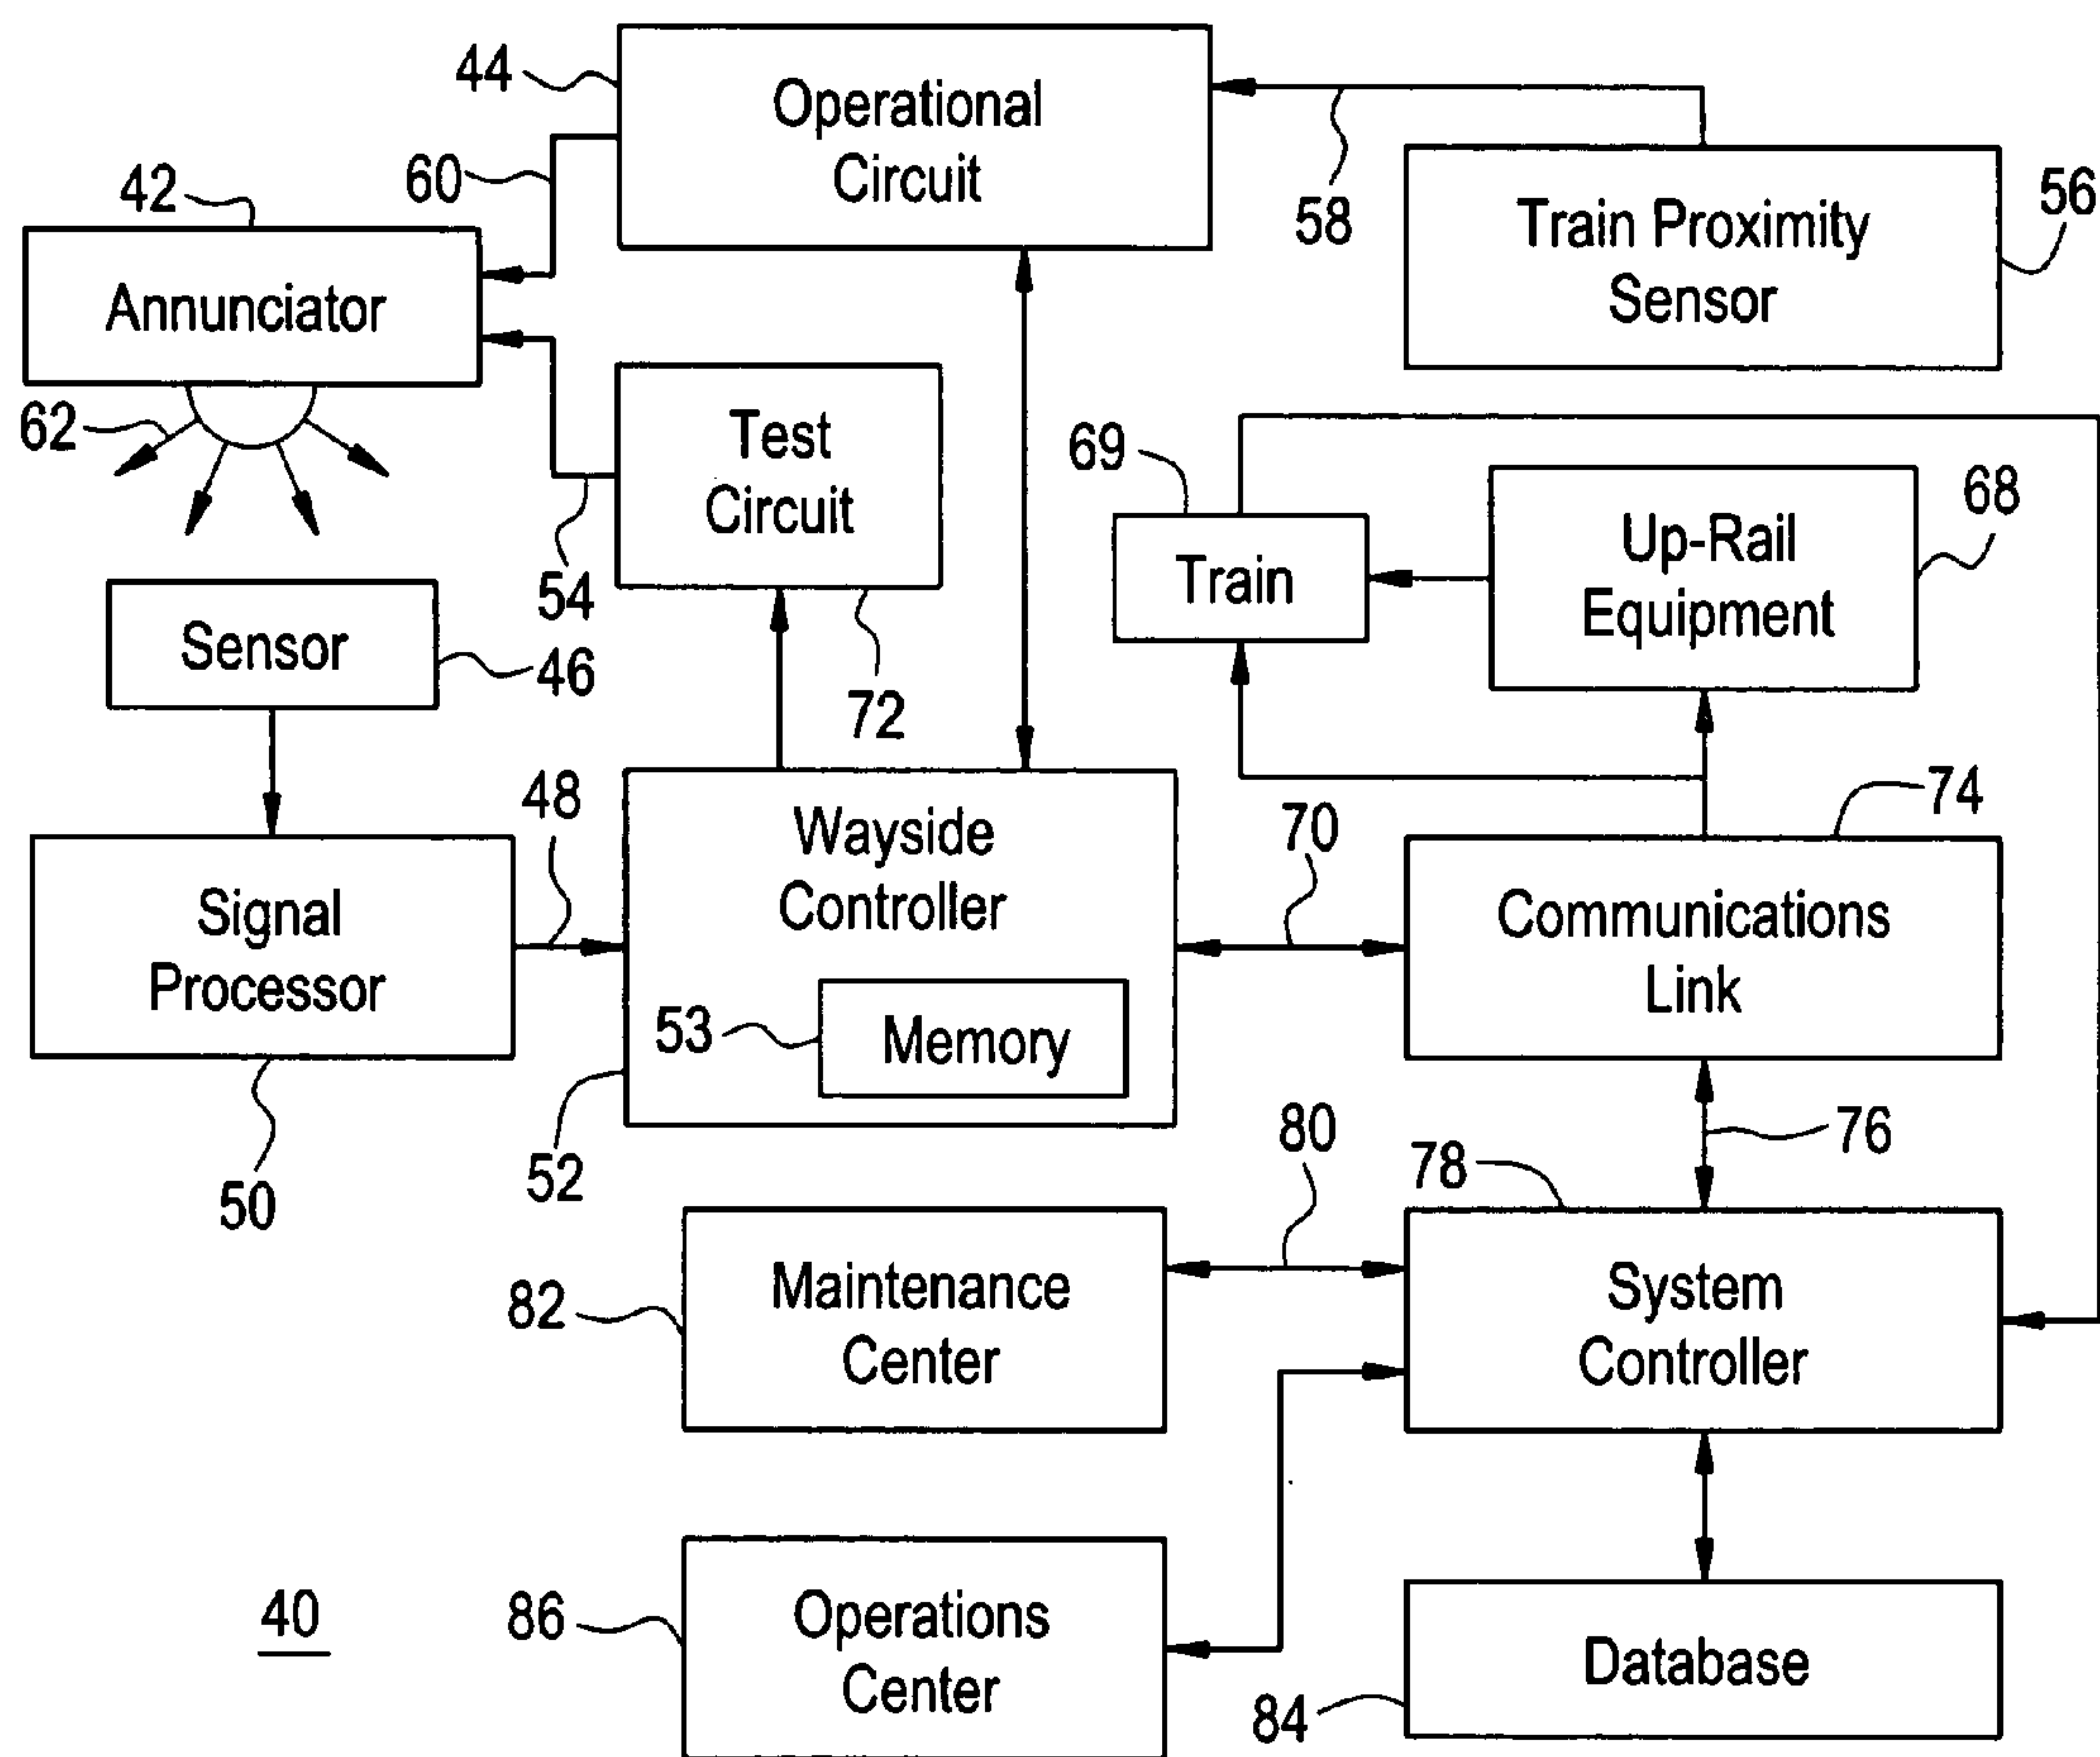 44
Operational
Circuit
58
Train Proximity
Sensor
56
60
42
Annunciator
62
Test
Circuit
54
72
69
Train
Up-Rail
Equipment
68
Sensor
46
48
Signal
Processor
50
Wayside
Controller
53
Memory
52
70
74
Communications
Link
76
80
78
82
Maintenance
Center
System
Controller
40
86
Operations
Center
84
Database